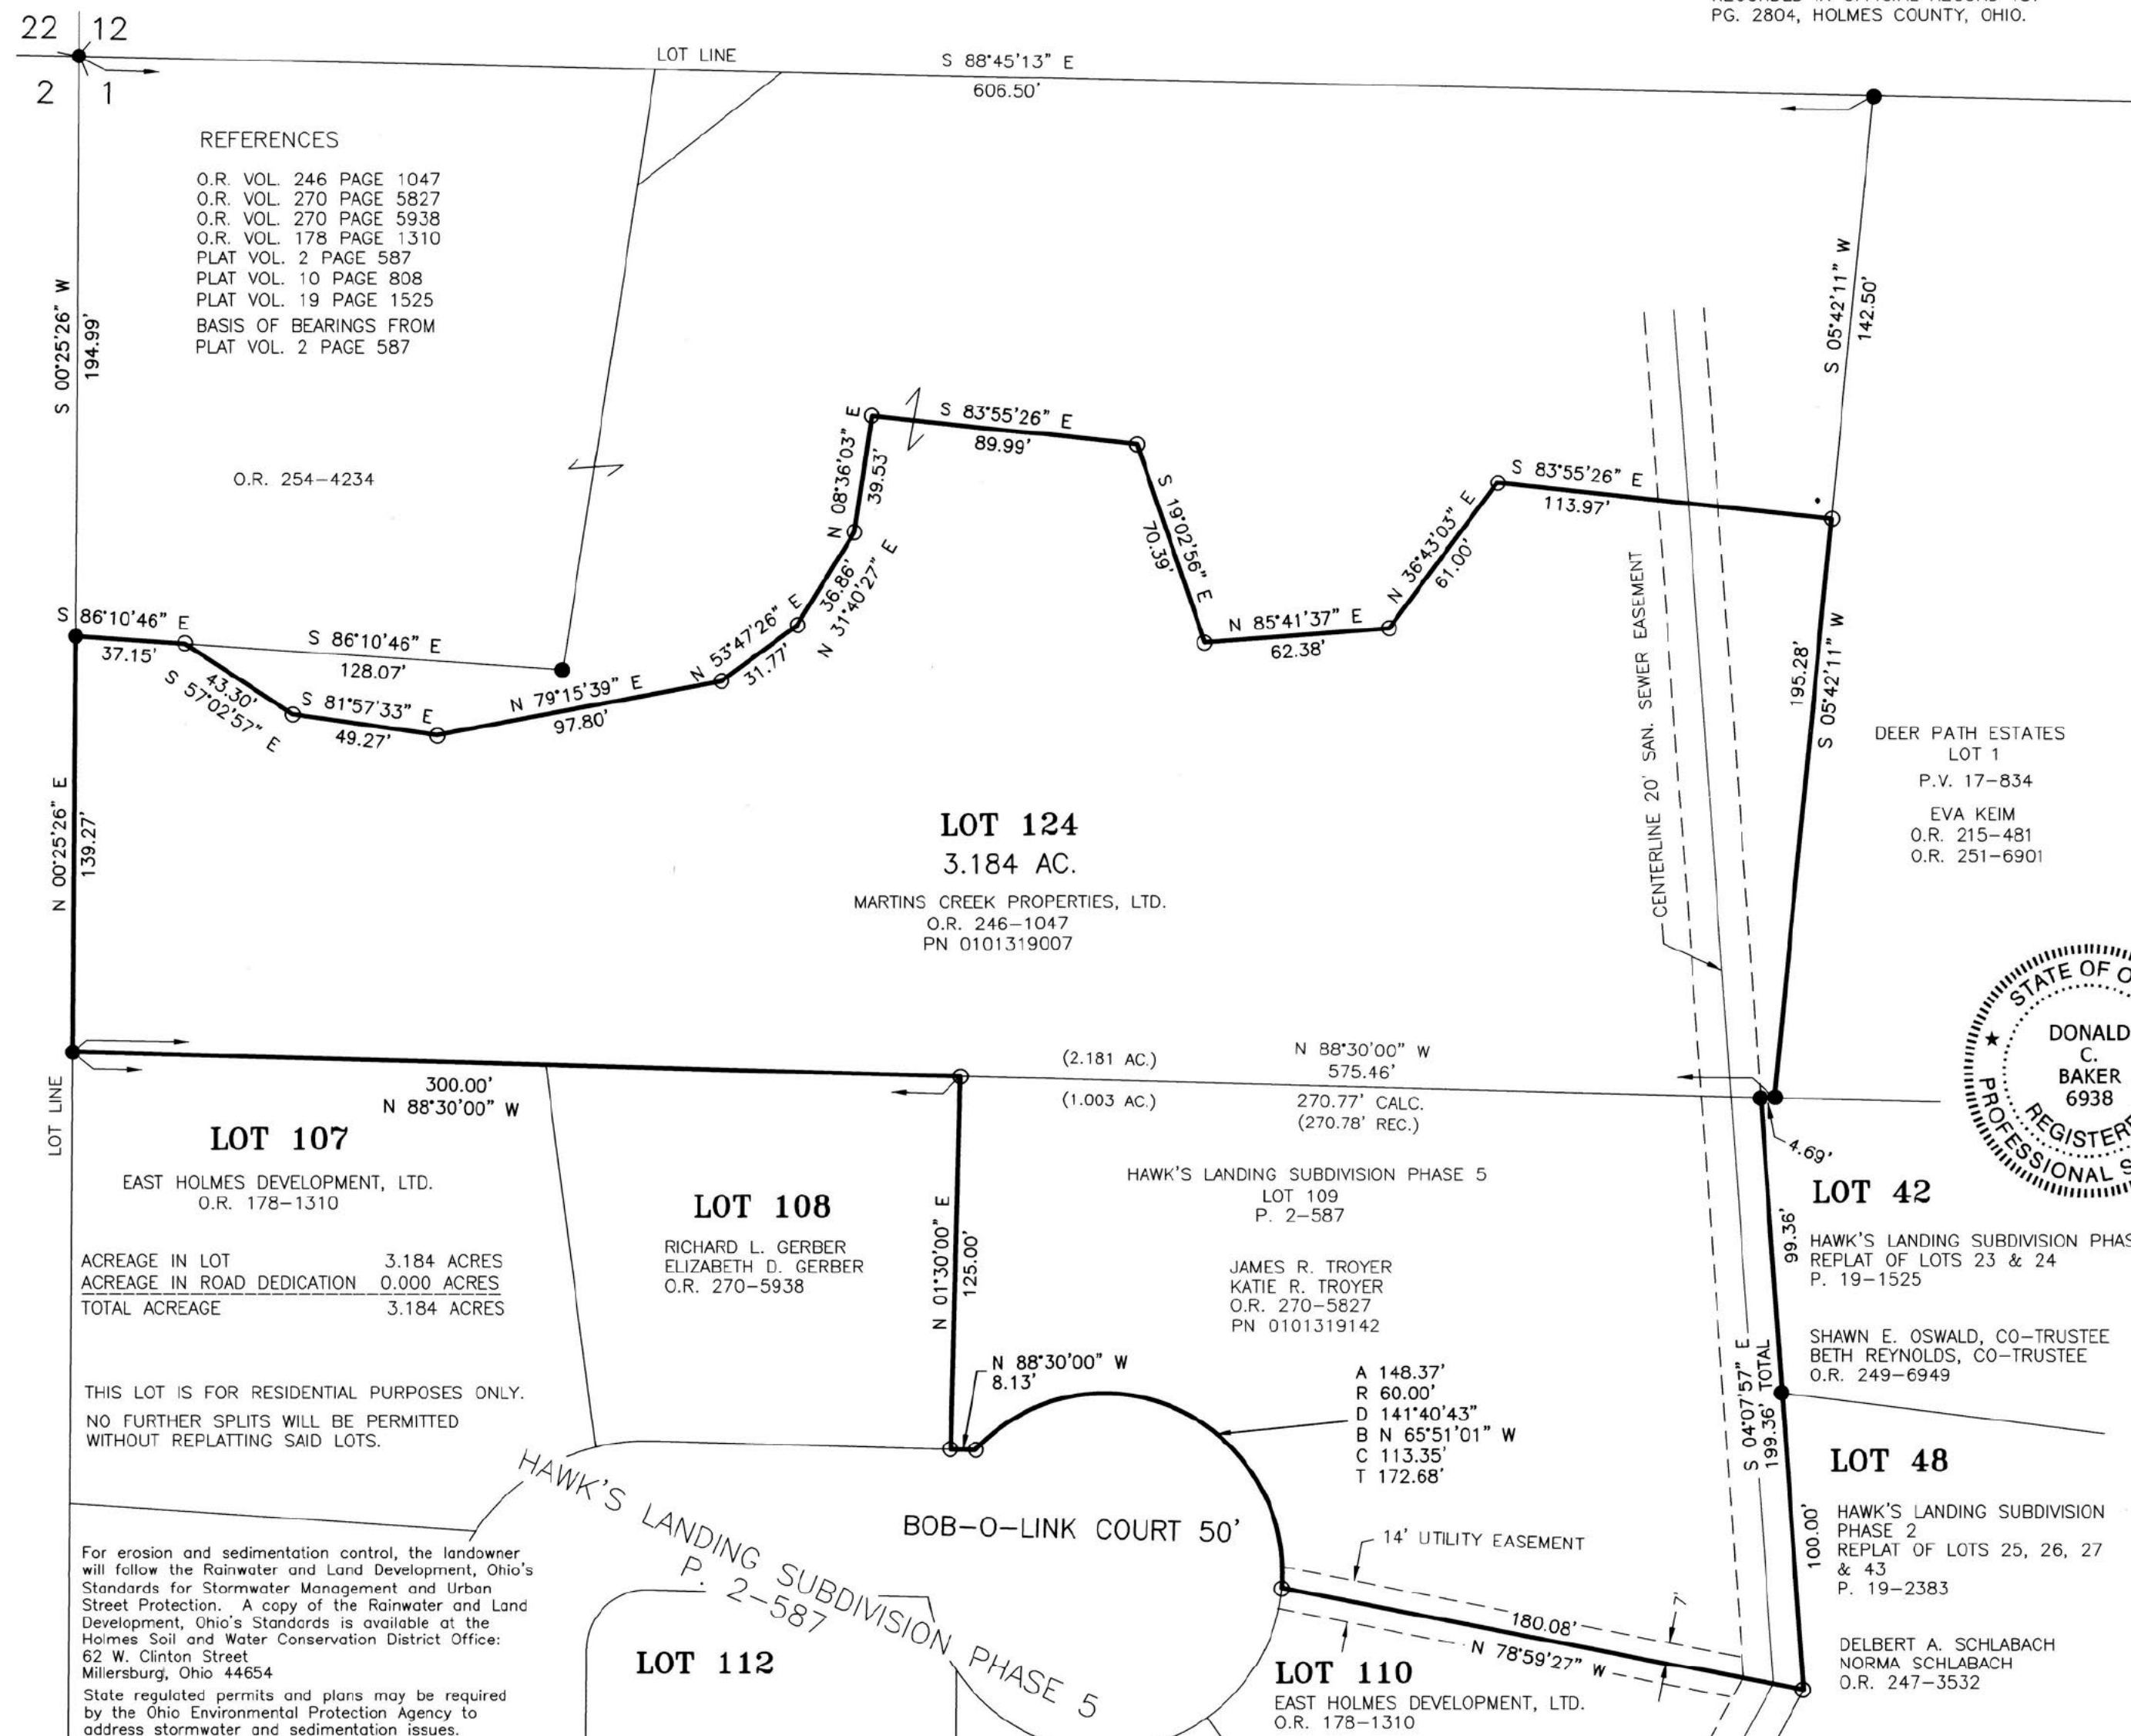 PG. 2804, HOLMES COUNTY, OHIO.
22 12
2 1
LOT LINE
S 88°45'13" E
606.50'
REFERENCES
O.R. VOL. 246 PAGE 1047
O.R. VOL. 270 PAGE 5827
O.R. VOL. 270 PAGE 5938
O.R. VOL. 178 PAGE 1310
PLAT VOL. 2 PAGE 587
PLAT VOL. 10 PAGE 808
PLAT VOL. 19 PAGE 1525
BASIS OF BEARINGS FROM
PLAT VOL. 2 PAGE 587
S 00°25'26" W
194.99'
S 05°42'11" W
142.50'
O.R. 254-4234
N 08°36'03" E
39.53'
S 83°55'26" E
89.99'
S 19°02'56" E
70.39'
N 36°43'03" E
61.00'
S 83°55'26" E
113.97'
36.86'
N 31°40'27" E
N 53°47'26" E
31.77'
N 85°41'37" E
62.38'
S 86°10'46" E
37.15'
S 86°10'46" E
128.07'
43.30'
S 57°02'57" E
S 81°57'33" E
49.27'
N 79°15'39" E
97.80'
CENTERLINE 20' SAN. SEWER EASEMENT
195.28'
S 05°42'11" W
DEER PATH ESTATES
LOT 1
P.V. 17-834
EVA KEIM
O.R. 215-481
O.R. 251-6901
N 00°25'26" E
139.27'
LOT 124
3.184 AC.
MARTINS CREEK PROPERTIES, LTD.
O.R. 246-1047
PN 0101319007
STATE OF
DONALD
C.
BAKER
6938
PROFESSIONAL
LOT LINE
300.00'
N 88°30'00" W
(2.181 AC.)
N 88°30'00" W
575.46'
(1.003 AC.)
270.77' CALC.
(270.78' REC.)
4.69'
LOT 107
EAST HOLMES DEVELOPMENT, LTD.
O.R. 178-1310
ACREAGE IN LOT 3.184 ACRES
ACREAGE IN ROAD DEDICATION 0.000 ACRES
TOTAL ACREAGE 3.184 ACRES
THIS LOT IS FOR RESIDENTIAL PURPOSES ONLY.
NO FURTHER SPLITS WILL BE PERMITTED
WITHOUT REPLATTING SAID LOTS.
LOT 108
RICHARD L. GERBER
ELIZABETH D. GERBER
O.R. 270-5938
N 01°30'00" E
125.00'
HAWK'S LANDING SUBDIVISION PHASE 5
LOT 109
P. 2-587
JAMES R. TROYER
KATIE R. TROYER
O.R. 270-5827
PN 0101319142
99.36'
LOT 42
HAWK'S LANDING SUBDIVISION
REPLAT OF LOTS 23 & 24
P. 19-1525
SHAWN E. OSWALD, CO-TRUSTEE
BETH REYNOLDS, CO-TRUSTEE
O.R. 249-6949
N 88°30'00" W
8.13'
A 148.37'
R 60.00'
D 141°40'43"
B N 65°51'01" W
C 113.35'
T 172.68'
S 04°07'57" E
199.36' TOTAL
LOT 48
HAWK'S LANDING SUBDIVISION
PHASE 2
REPLAT OF LOTS 25, 26, 27
& 43
P. 19-2383
100.00'
DELBERT A. SCHLABACH
NORMA SCHLABACH
O.R. 247-3532
HAWK'S LANDING SUBDIVISION PHASE 5
P. 2-587
BOB-O-LINK COURT 50'
14' UTILITY EASEMENT
180.08'
N 78°59'27" W
7'
For erosion and sedimentation control, the landowner
will follow the Rainwater and Land Development, Ohio's
Standards for Stormwater Management and Urban
Street Protection. A copy of the Rainwater and Land
Development, Ohio's Standards is available at the
Holmes Soil and Water Conservation District Office:
62 W. Clinton Street
Millersburg, Ohio 44654
State regulated permits and plans may be required
by the Ohio Environmental Protection Agency to
address stormwater and sedimentation issues.
LOT 112
LOT 110
EAST HOLMES DEVELOPMENT, LTD.
O.R. 178-1310